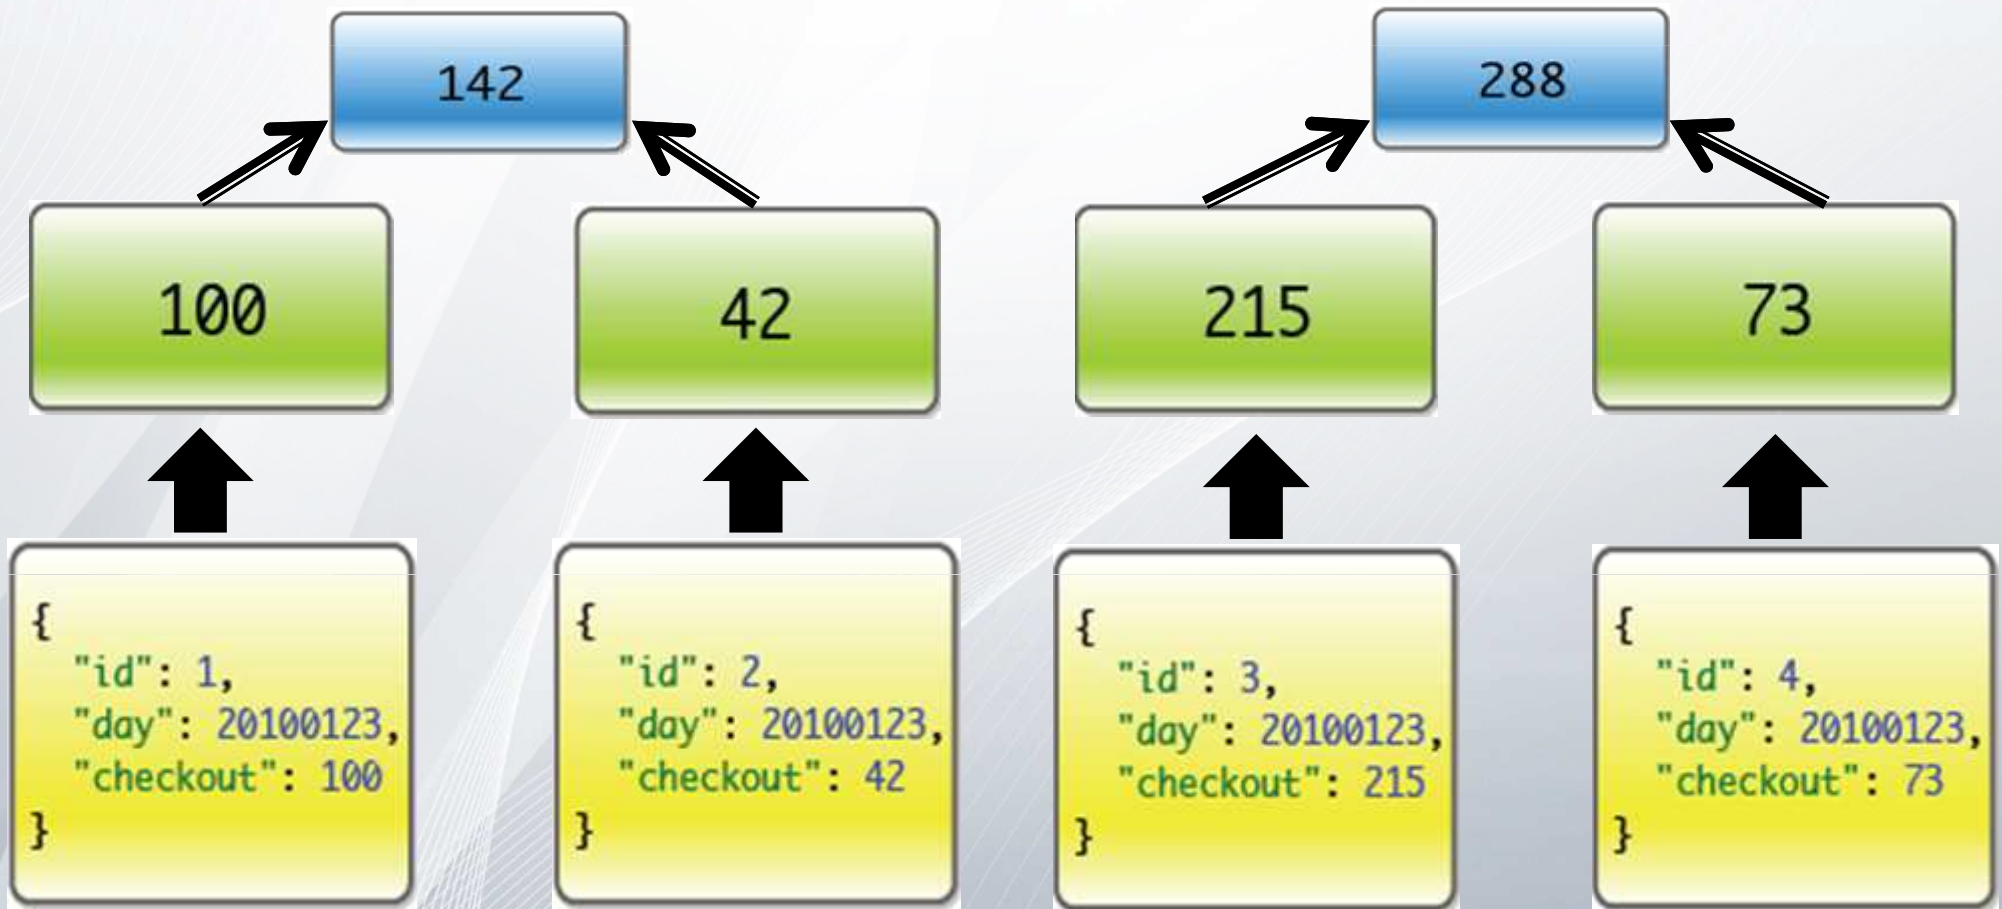 142
288
100
42
215
73
{
"id": 1,
"day": 20100123,
"checkout": 100
}
{
"id": 2,
"day": 20100123,
"checkout": 42
}
{
"id": 3,
"day": 20100123,
"checkout": 215
}
{
"id": 4,
"day": 20100123,
"checkout": 73
}